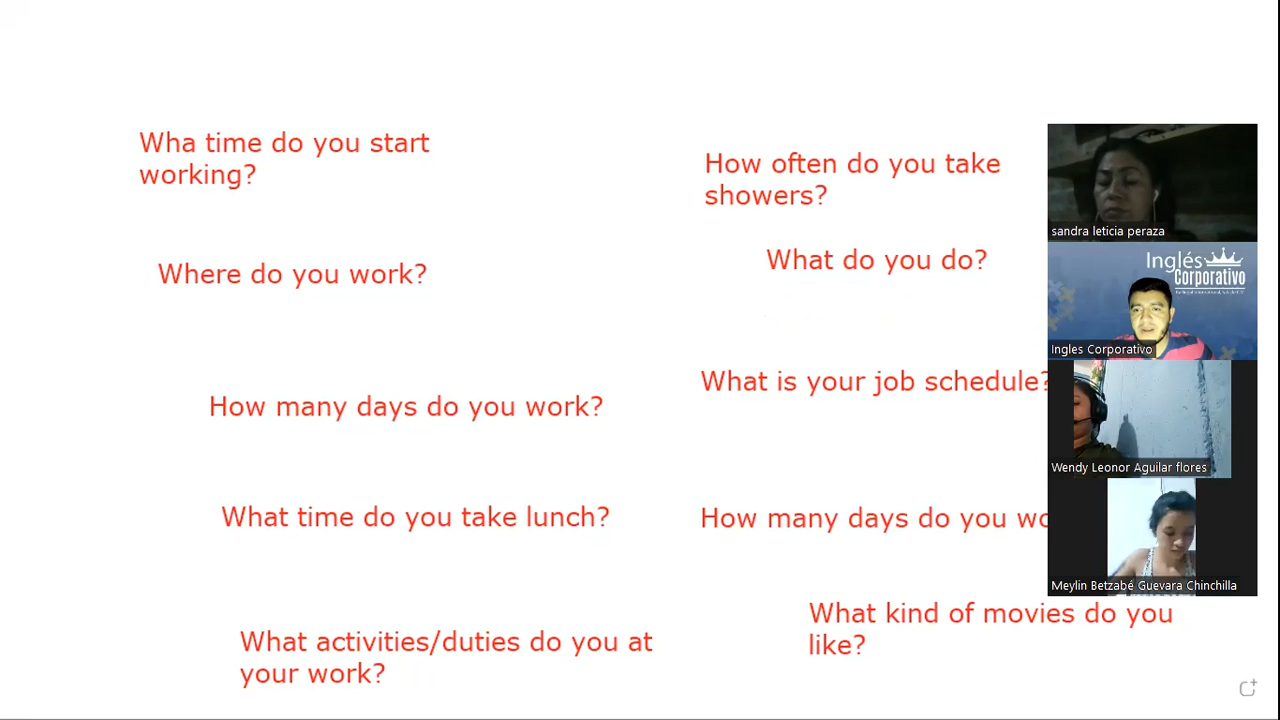 Wha time do you start
working?
Where do you work?
How many days do you work?
What time do you take lunch?
What activities/duties do you at
your work?
How often do you take
showers?
What do you do?
What is your job schedule?
How many days do you wo
What kind of movies do you
like?
sandra leticia peraza
Inglés
Corporativo
Ingles Corporativo
Wendy Leonor Aguilar flores
Meylin Betzabé Guevara Chinchilla